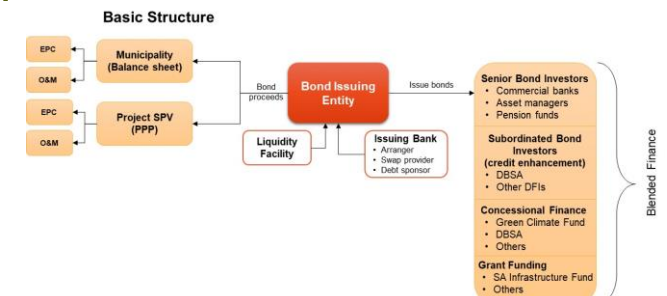 Basic Structure
EPC
O&M
Municipality
(Balance sheet)
EPC
O&M
Project SPV
(PPP)
Bond
proceeds
Bond Issuing
Entity
Issue bonds
Liquidity
Facility
Issuing Bank
• Arranger
• Swap provider
• Debt sponsor
Senior Bond Investors
• Commercial banks
• Asset managers
• Pension funds
Subordinated Bond
Investors
(credit enhancement)
• DBSA
• Other DFIs
Concessional Finance
• Green Climate Fund
• DBSA
• Others
Grant Funding
• SA Infrastructure Fund
• Others
Blended Finance